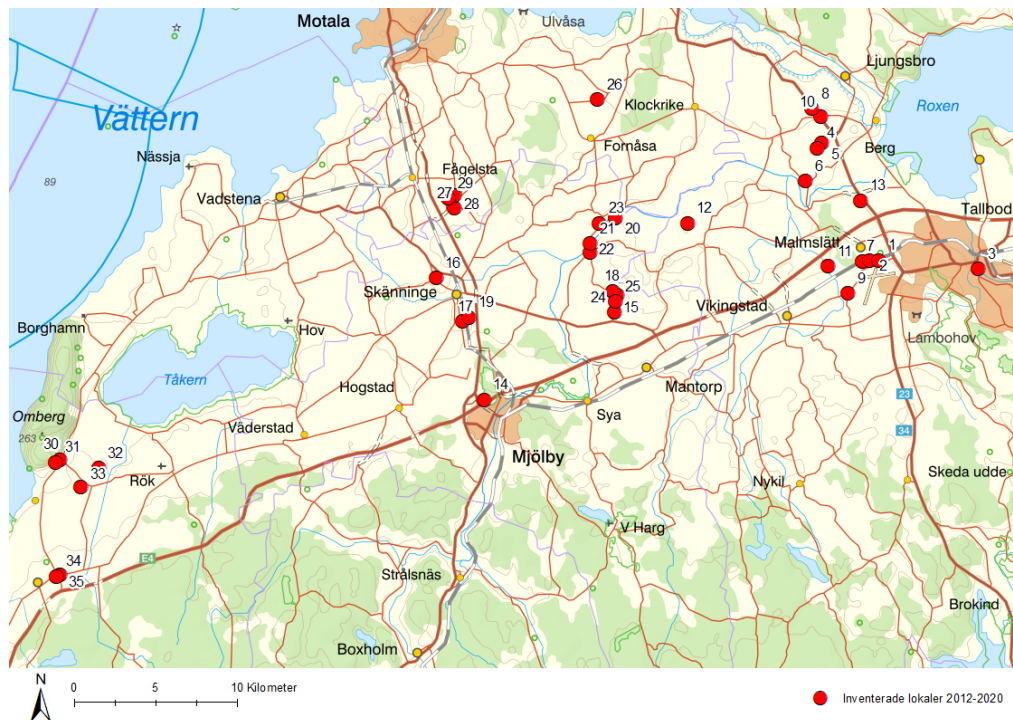 Motala
Ulvåsa
Ljungsbro
Vättern
26
Klockrike
10
8
Roxen
Fornåsa
4
5
Berg
Nässja
Fågelsta
6
89
29
27
28
Vadstena
13
23
20
12
Tallbod
21
22
Malmslätt
7
1
11
2
3
9
16
Skänninge
18
25
24
15
19
17
Vikingstad
Borghamn
Hov
Lambohov
Tåkern
Hogstad
14
Mantorp
Sya
23
34
Omberg
263
Väderstad
Mjölby
30
31
32
33
Rök
Nykil
Skeda udde
V Harg
E4
34
35
Strålsnäs
Brokind
Boxholm
N
0
5
10 Kilometer
Inventerade lokaler 2012-2020